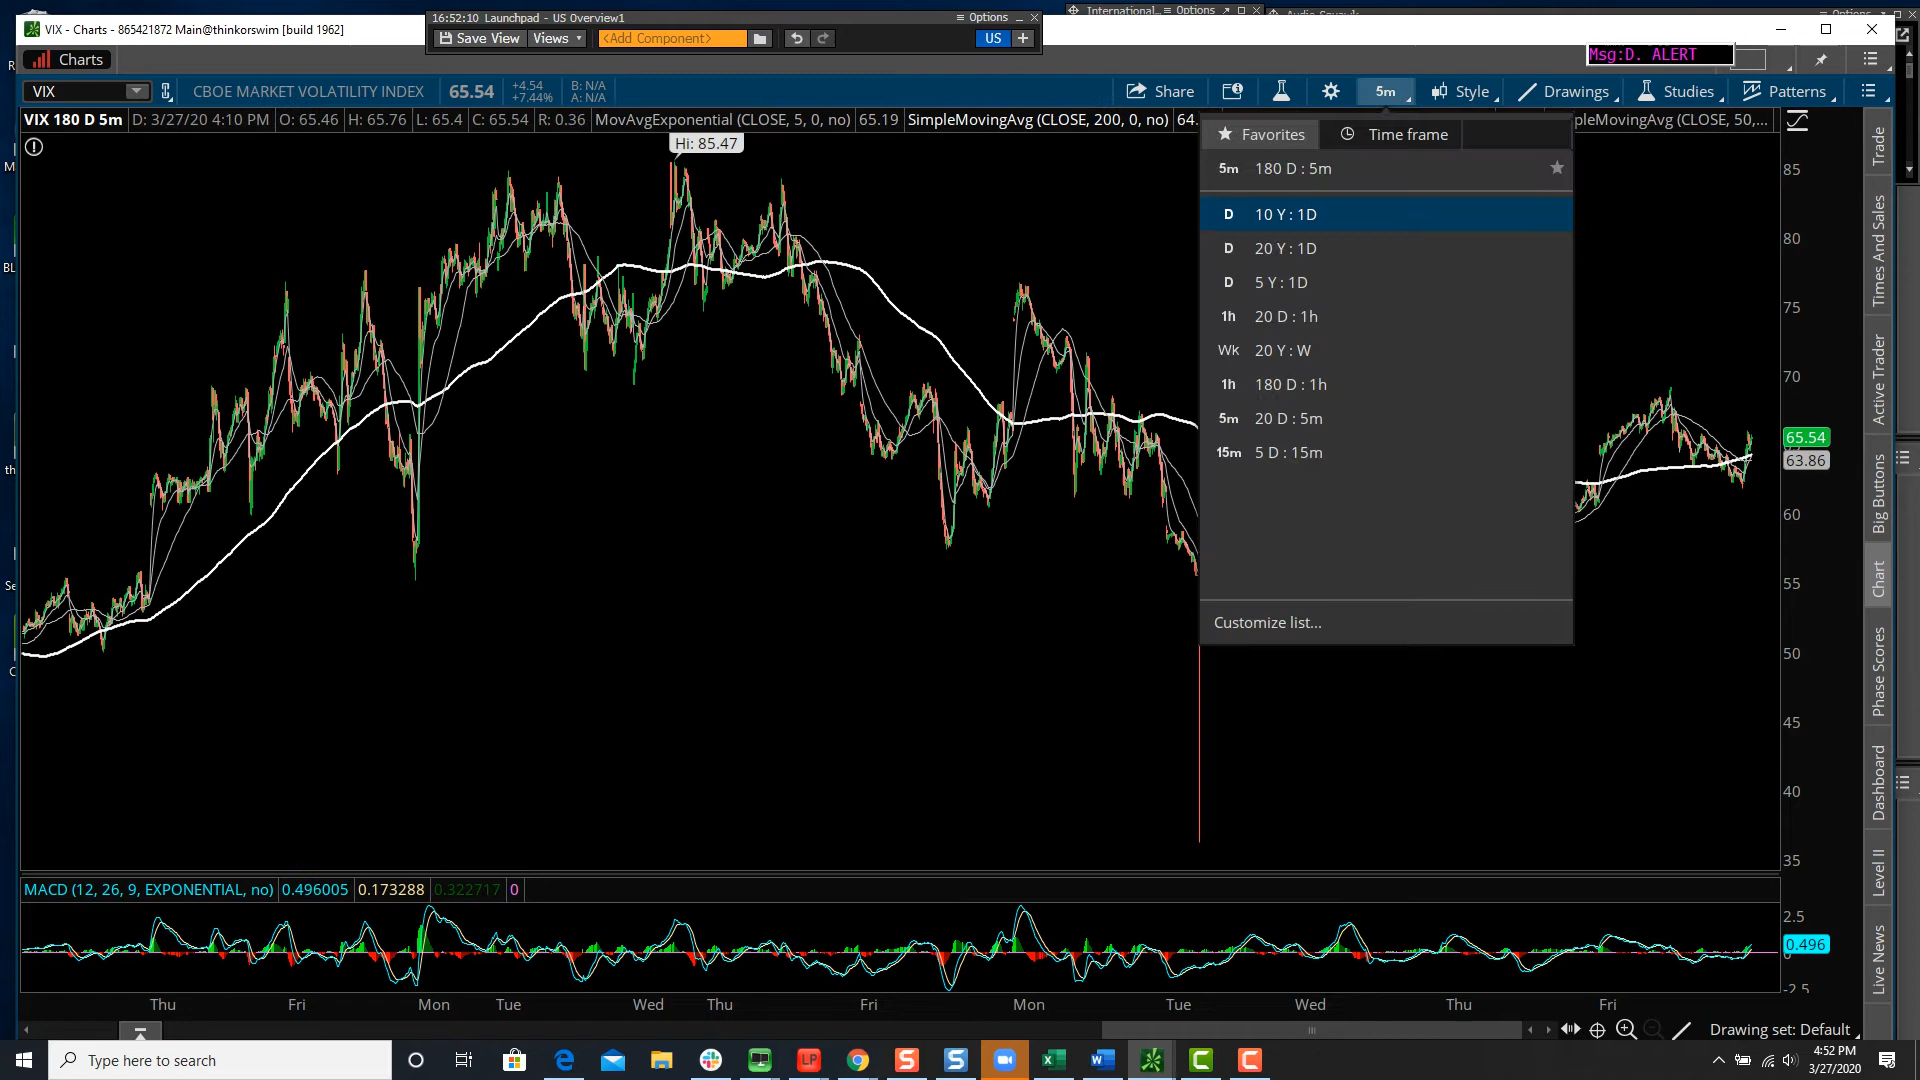 16:52:10 Launchpad - US Overview1
Options
International...
Options
VIX - Charts - 865421872 Main@thinkorswim [build 1962]
Save View
Views
<Add Component>
US
Msg:D. ALERT
Charts
VIX
CBOE MARKET VOLATILITY INDEX
65.54
+4.54
+7.44%
B: N/A
A: N/A
Share
5m
Style
Drawings
Studies
Patterns
VIX 180 D 5m
D: 3/27/20 4:10 PM
O: 65.46
H: 65.76
L: 65.4
C: 65.54
R: 0.36
MovAvgExponential (CLOSE, 5, 0, no)
65.19
SimpleMovingAvg (CLOSE, 200, 0, no)
64....
pleMovingAvg (CLOSE, 50,...
Hi: 85.47
Favorites
Time frame
5m 180 D : 5m
D 10 Y : 1D
D 20 Y : 1D
D 5 Y : 1D
1h 20 D : 1h
Wk 20 Y : W
1h 180 D : 1h
5m 20 D : 5m
15m 5 D : 15m
Customize list...
85
80
75
70
65.54
63.86
60
55
50
45
40
35
Trade
Times And Sales
Active Trader
Big Buttons
Chart
Phase Scores
Dashboard
Level II
Live News
MACD (12, 26, 9, EXPONENTIAL, no)
0.496005
0.173288
0.322717
0
2.5
0.496
-2.5
Thu
Fri
Mon
Tue
Wed
Thu
Fri
Mon
Tue
Wed
Thu
Fri
Drawing set: Default
Type here to search
4:52 PM
3/27/2020